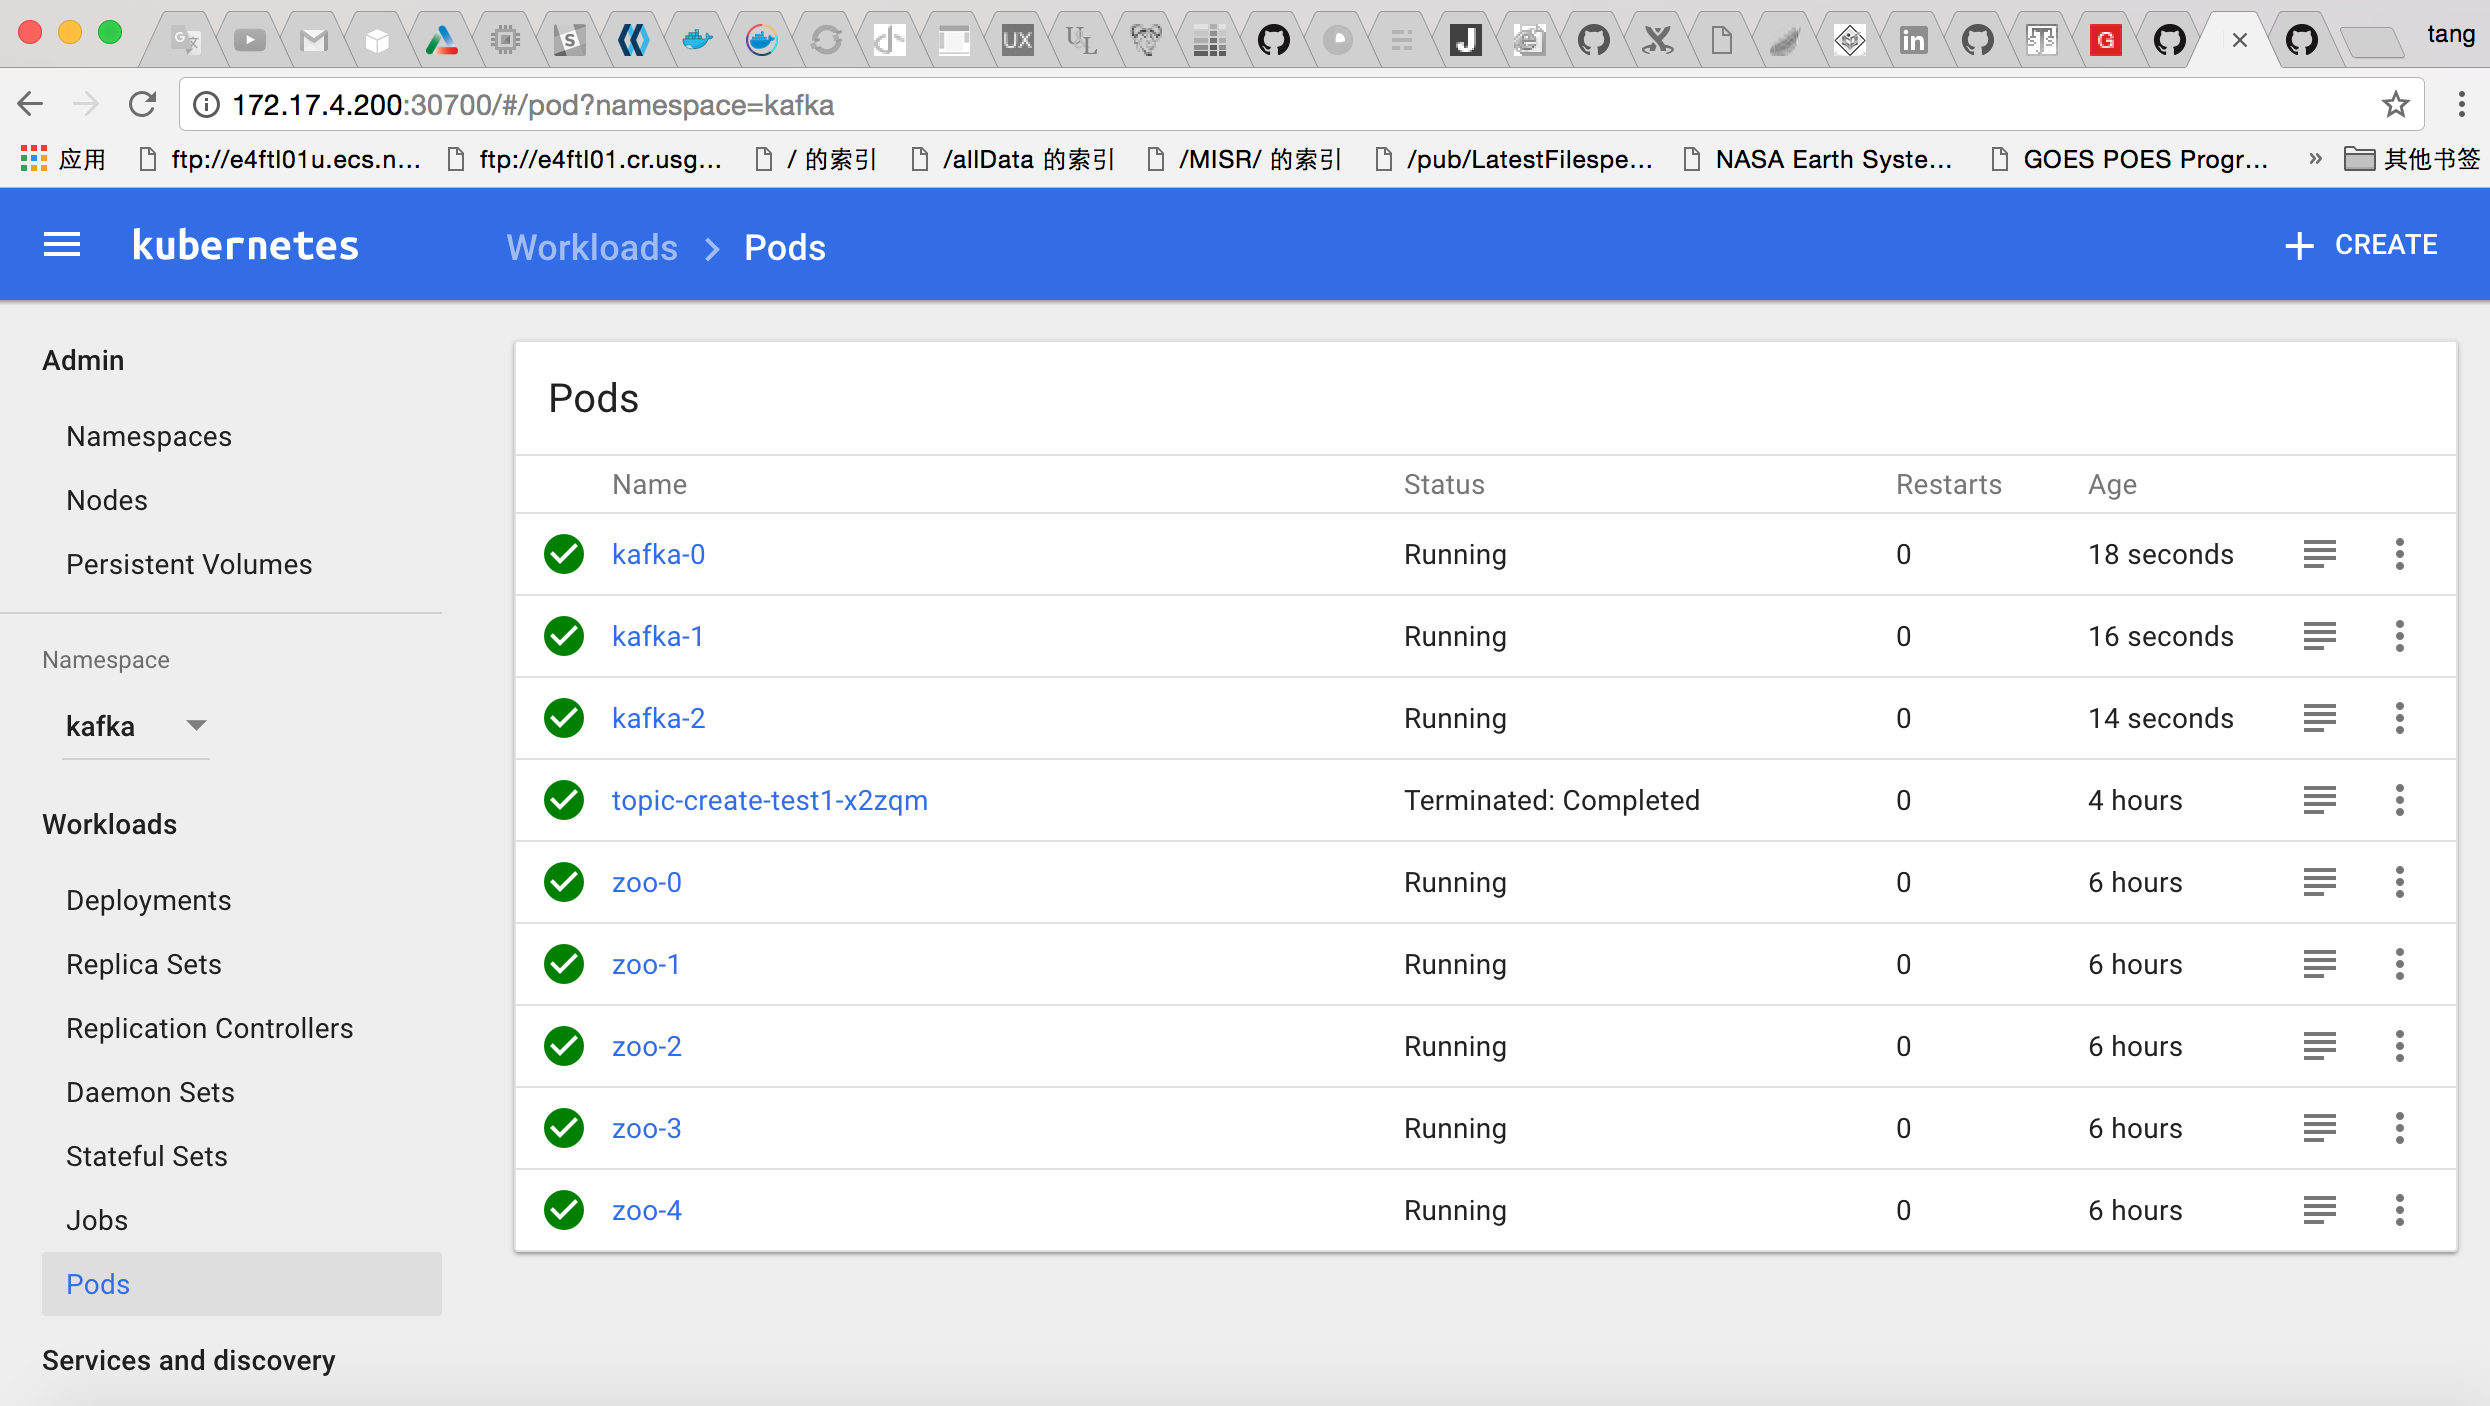 tang
172.17.4.200:30700/#/pod?namespace=kafka
应用 ftp://e4ftl01u.ecs.n... ftp://e4ftl01.cr.usg... / 的索引 /allData 的索引 /MISR/ 的索引 /pub/LatestFilespe... NASA Earth Syste... GOES POES Progr... » 其他书签
kubernetes Workloads > Pods + CREATE
Admin
Namespaces
Nodes
Persistent Volumes
Namespace
kafka
Workloads
Deployments
Replica Sets
Replication Controllers
Daemon Sets
Stateful Sets
Jobs
Pods
Services and discovery
Pods
Name Status Restarts Age
kafka-0 Running 0 18 seconds
kafka-1 Running 0 16 seconds
kafka-2 Running 0 14 seconds
topic-create-test1-x2zqm Terminated: Completed 0 4 hours
zoo-0 Running 0 6 hours
zoo-1 Running 0 6 hours
zoo-2 Running 0 6 hours
zoo-3 Running 0 6 hours
zoo-4 Running 0 6 hours